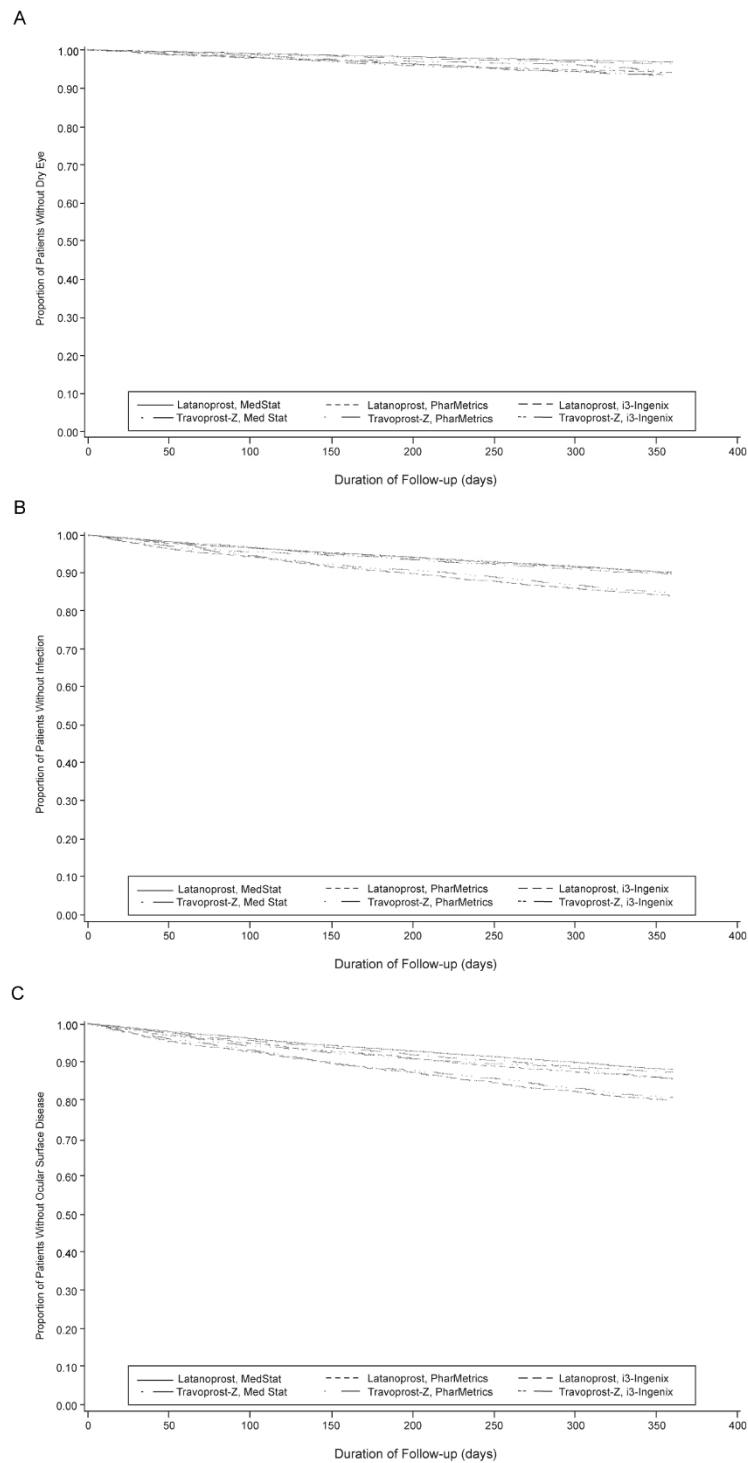 A
Proportion of Patients Without Dry Eye
1.00
0.90
0.80
0.70
0.60
0.50
0.40
0.30
0.20
0.10
0.00
Latanoprost, MedStat Latanoprost, PharMetrics Latanoprost, i3-Ingenix
Travoprost-Z, Med Stat Travoprost-Z, PharMetrics Travoprost-Z, i3-Ingenix
0 50 100 150 200 250 300 350 400
Duration of Follow-up (days)
B
Proportion of Patients Without Infection
1.00
0.90
0.80
0.70
0.60
0.50
0.40
0.30
0.20
0.10
0.00
Latanoprost, MedStat Latanoprost, PharMetrics Latanoprost, i3-Ingenix
Travoprost-Z, Med Stat Travoprost-Z, PharMetrics Travoprost-Z, i3-Ingenix
0 50 100 150 200 250 300 350 400
Duration of Follow-up (days)
C
Proportion of Patients Without Ocular Surface Disease
1.00
0.90
0.80
0.70
0.60
0.50
0.40
0.30
0.20
0.10
0.00
Latanoprost, MedStat Latanoprost, PharMetrics Latanoprost, i3-Ingenix
Travoprost-Z, Med Stat Travoprost-Z, PharMetrics Travoprost-Z, i3-Ingenix
0 50 100 150 200 250 300 350 400
Duration of Follow-up (days)